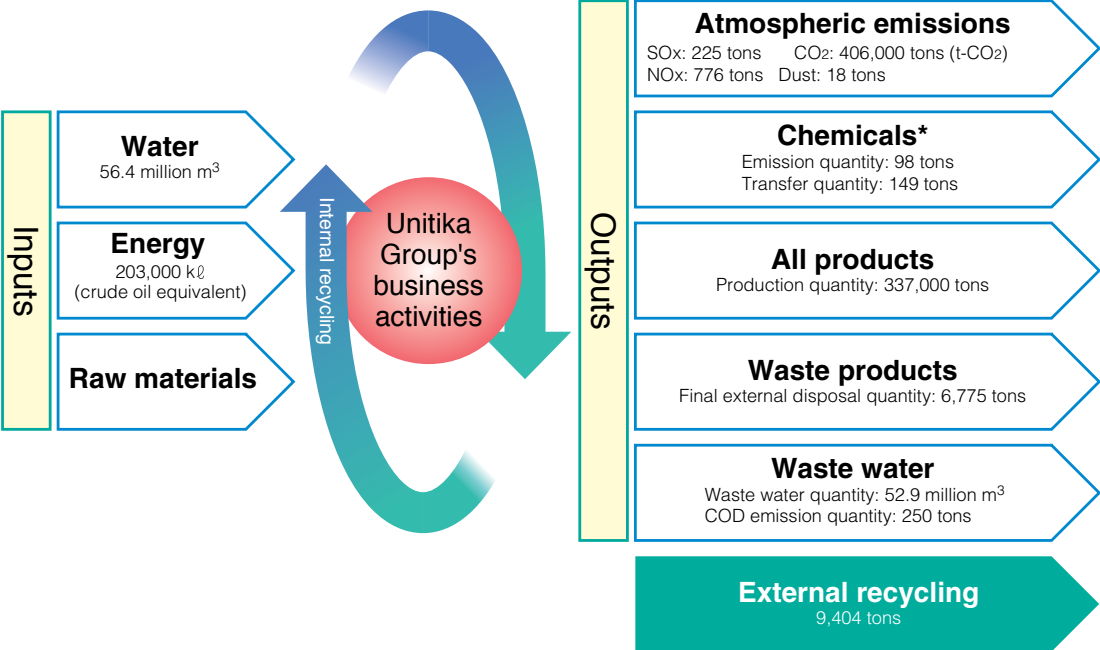 Inputs
Water
56.4 million m³
Energy
203,000 kℓ
(crude oil equivalent)
Raw materials
Internal recycling
Unitika
Group's
business
activities
Outputs
Atmospheric emissions
SOx: 225 tons CO₂: 406,000 tons (t-CO₂)
NOx: 776 tons Dust: 18 tons
Chemicals*
Emission quantity: 98 tons
Transfer quantity: 149 tons
All products
Production quantity: 337,000 tons
Waste products
Final external disposal quantity: 6,775 tons
Waste water
Waste water quantity: 52.9 million m³
COD emission quantity: 250 tons
External recycling
9,404 tons